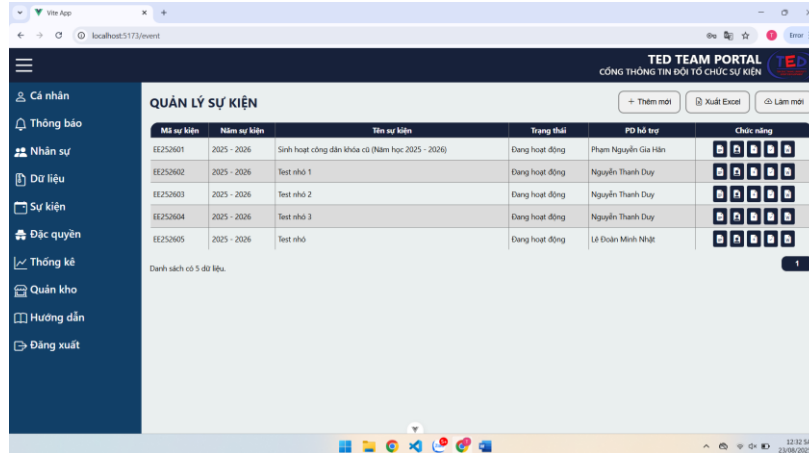 Vite App
localhost:5173/event
Error
TED TEAM PORTAL
CỔNG THÔNG TIN ĐỘI TỔ CHỨC SỰ KIỆN
TED
Cá nhân
Thông báo
Nhân sự
Dữ liệu
Sự kiện
Đặc quyền
Thống kê
Quản kho
Hướng dẫn
Đăng xuất
QUẢN LÝ SỰ KIỆN
Thêm mới
Xuất Excel
Làm mới
Mã sự kiện Năm sự kiện Tên sự kiện Trạng thái PD hỗ trợ Chức năng
EE252601 2025 - 2026 Sinh hoạt công dân khóa cũ (Năm học 2025 - 2026) Đang hoạt động Phạm Nguyễn Gia Hân
EE252602 2025 - 2026 Test nhỏ 1 Đang hoạt động Nguyễn Thanh Duy
EE252603 2025 - 2026 Test nhỏ 2 Đang hoạt động Nguyễn Thanh Duy
EE252604 2025 - 2026 Test nhỏ 3 Đang hoạt động Nguyễn Thanh Duy
EE252605 2025 - 2026 Test nhỏ Đang hoạt động Lê Đoàn Minh Nhật
Danh sách có 5 dữ liệu.
1
12:32
23/08/202